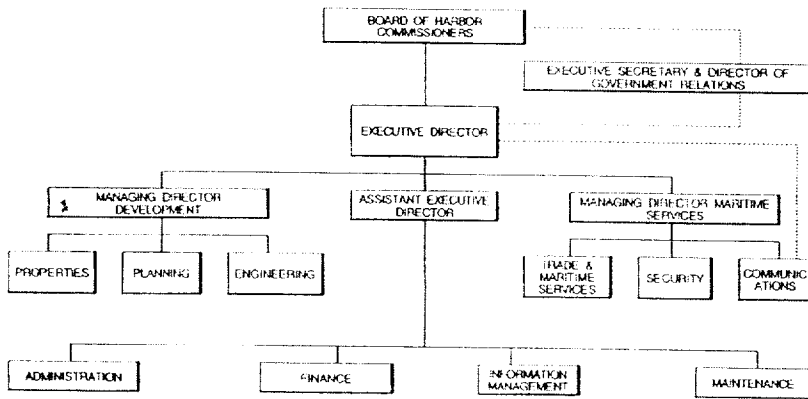 BOARD OF HARBOR
COMMISSIONERS
EXECUTIVE SECRETARY & DIRECTOR OF
GOVERNMENT RELATIONS
EXECUTIVE DIRECTOR
MANAGING DIRECTOR
DEVELOPMENT
ASSISTANT EXECUTIVE
DIRECTOR
MANAGING DIRECTOR MARITIME
SERVICES
PROPERTIES
PLANNING
ENGINEERING
TRADE &
MARITIME
SERVICES
SECURITY
COMMUNIC
ATIONS
ADMINISTRATION
FINANCE
INFORMATION
MANAGEMENT
MAINTENANCE